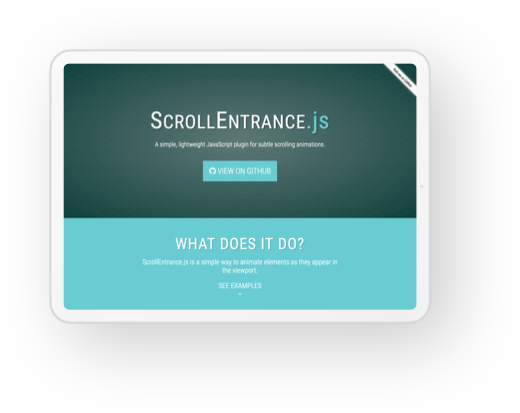 SCROLLENTRANCE.js
A simple, lightweight JavaScript plugin for subtle scrolling animations.
VIEW ON GITHUB
WHAT DOES IT DO?
ScrollEntrance.js is a simple way to animate elements as they appear in
the viewport.
SEE EXAMPLES